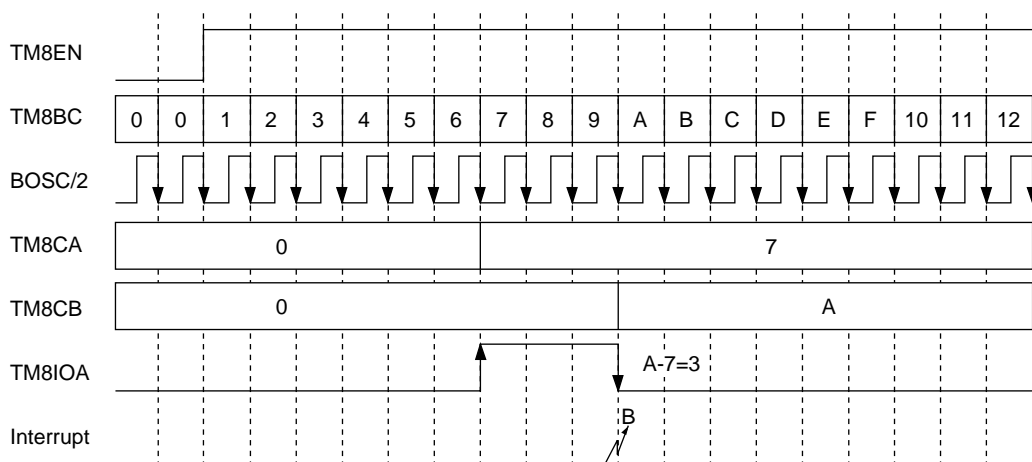 TM8EN
TM8BC 0 0 1 2 3 4 5 6 7 8 9 A B C D E F 10 11 12
BOSC/2
TM8CA 0 7
TM8CB 0 A
TM8IOA A-7=3
B
Interrupt